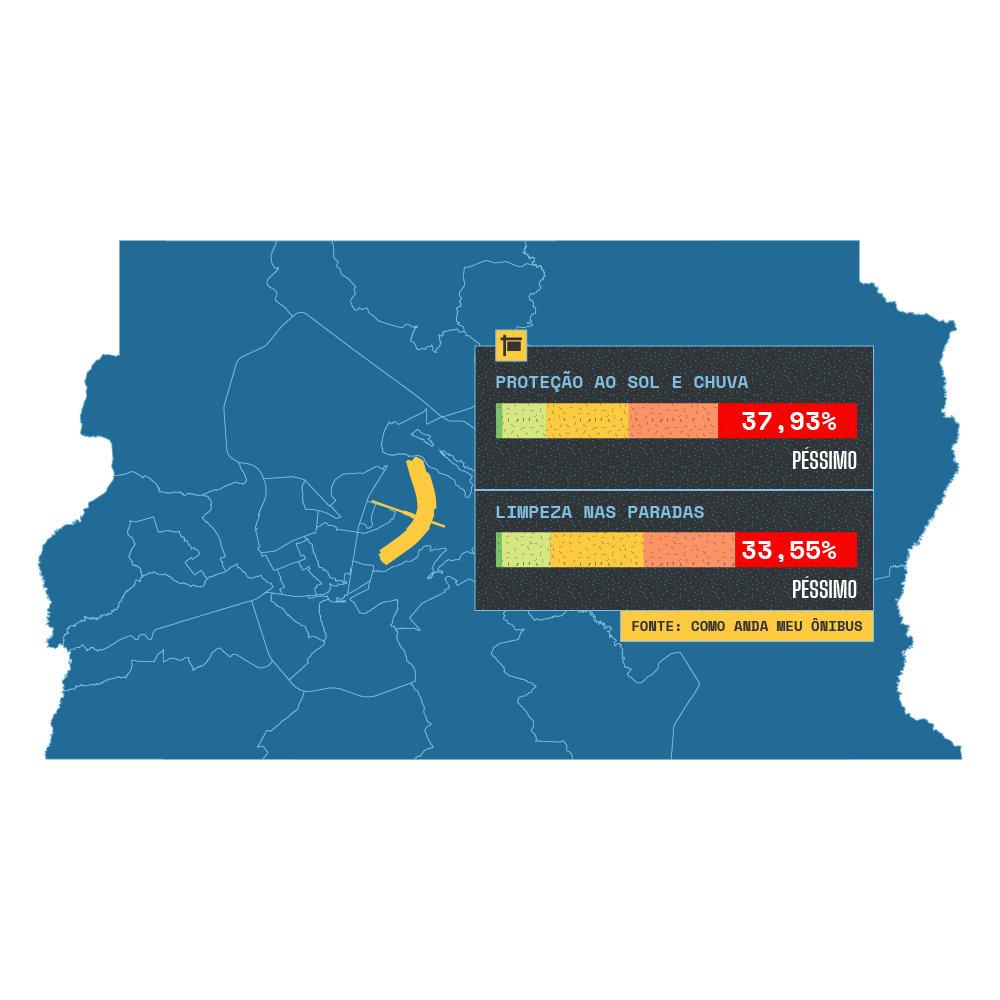 PROTEÇÃO AO SOL E CHUVA
37,93%
PÉSSIMO
LIMPEZA NAS PARADAS
33,55%
PÉSSIMO
FONTE: COMO ANDA MEU ÔNIBUS